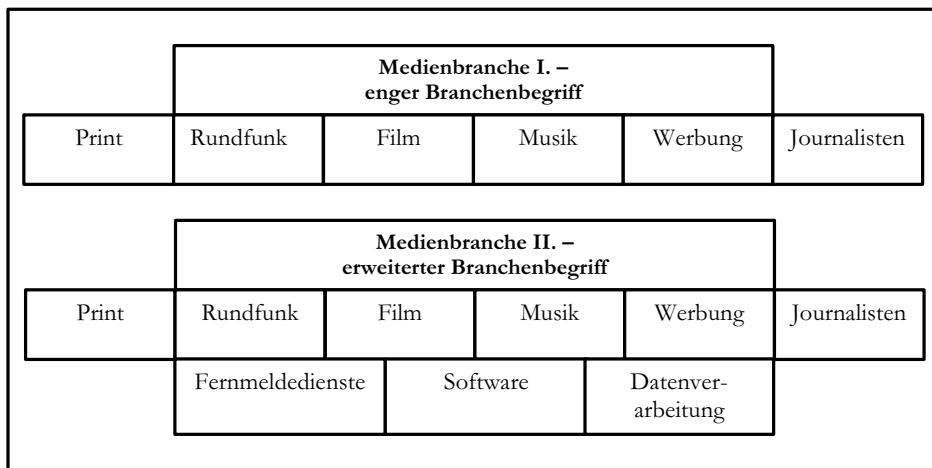 Medienbranche I. –
enger Branchenbegriff
Print
Rundfunk
Film
Musik
Werbung
Journalisten
Medienbranche II. –
erweiterter Branchenbegriff
Print
Rundfunk
Film
Musik
Werbung
Journalisten
Fernmeldedienste
Software
Datenver-
arbeitung